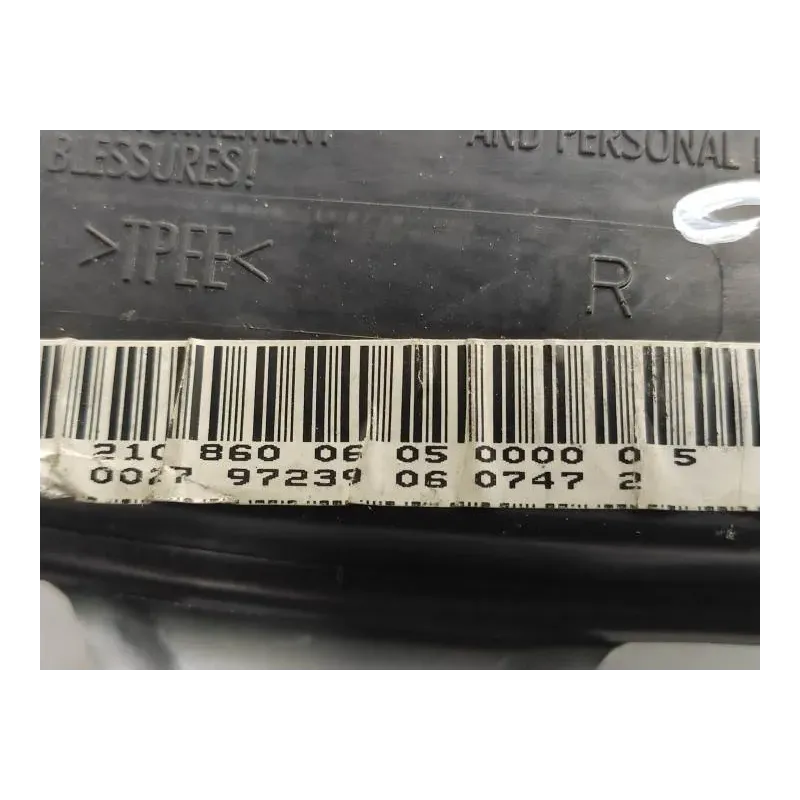 BLESSURES!
AND PERSONAL
>TPEE<
R
210 860 06 05 0000 0 5
0027 97239 06 0747 2